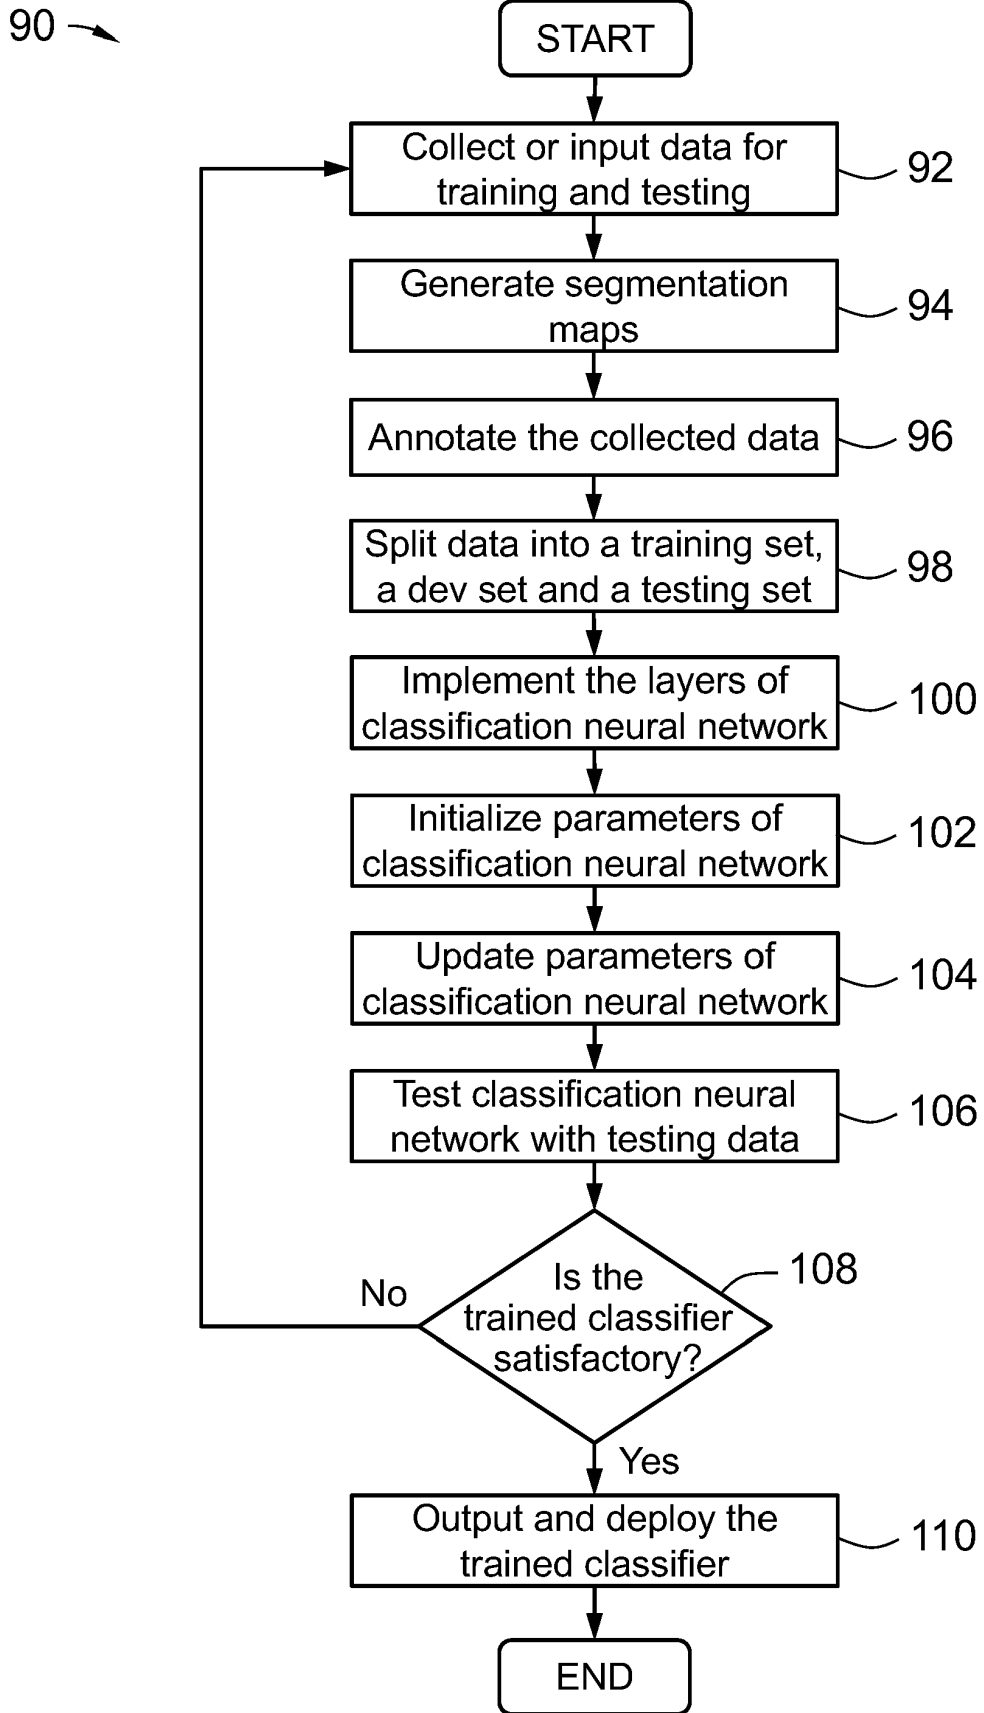 90
START
Collect or input data for
training and testing
92
Generate segmentation
maps
94
Annotate the collected data
96
Split data into a training set,
a dev set and a testing set
98
Implement the layers of
classification neural network
100
Initialize parameters of
classification neural network
102
Update parameters of
classification neural network
104
Test classification neural
network with testing data
106
Is the
trained classifier
satisfactory?
108
No
Yes
Output and deploy the
trained classifier
110
END